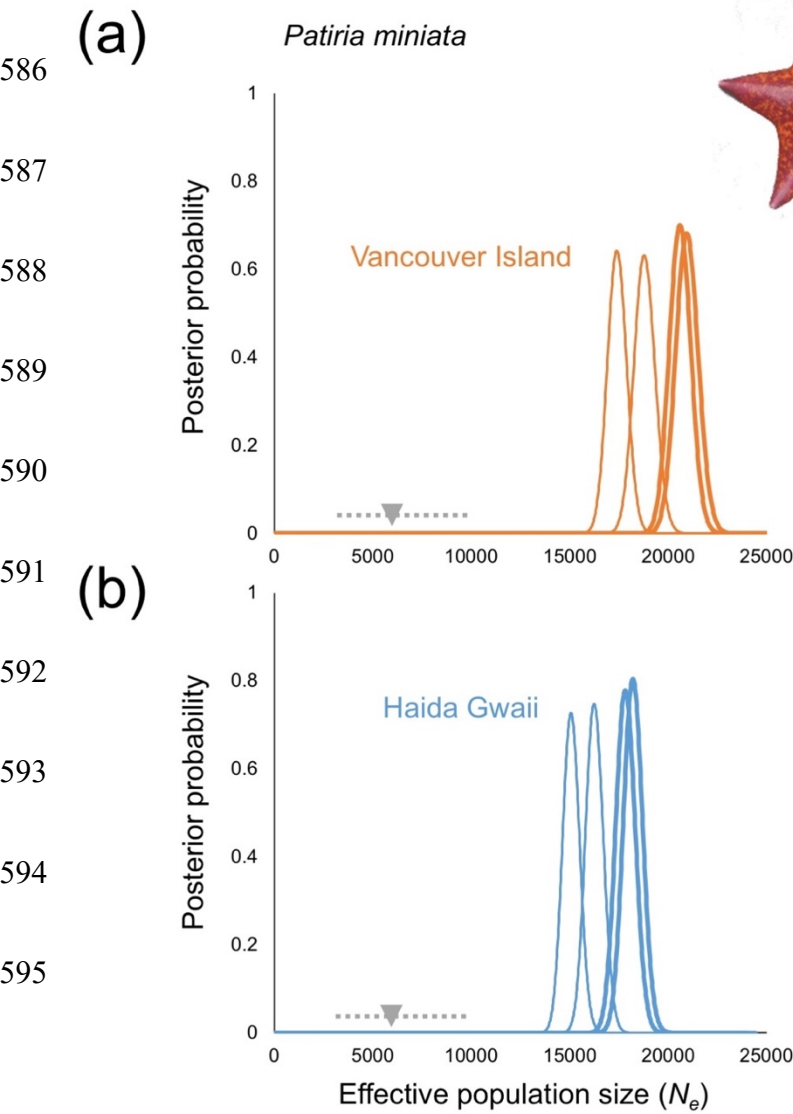 (a)
Patiria miniata
586
587
588
589
590
591
592
593
594
595
Posterior probability
1
0.8
0.6
0.4
0.2
0
Vancouver Island
0 5000 10000 15000 20000 25000
(b)
Posterior probability
1
0.8
0.6
0.4
0.2
0
Haida Gwaii
0 5000 10000 15000 20000 25000
Effective population size (Ne)